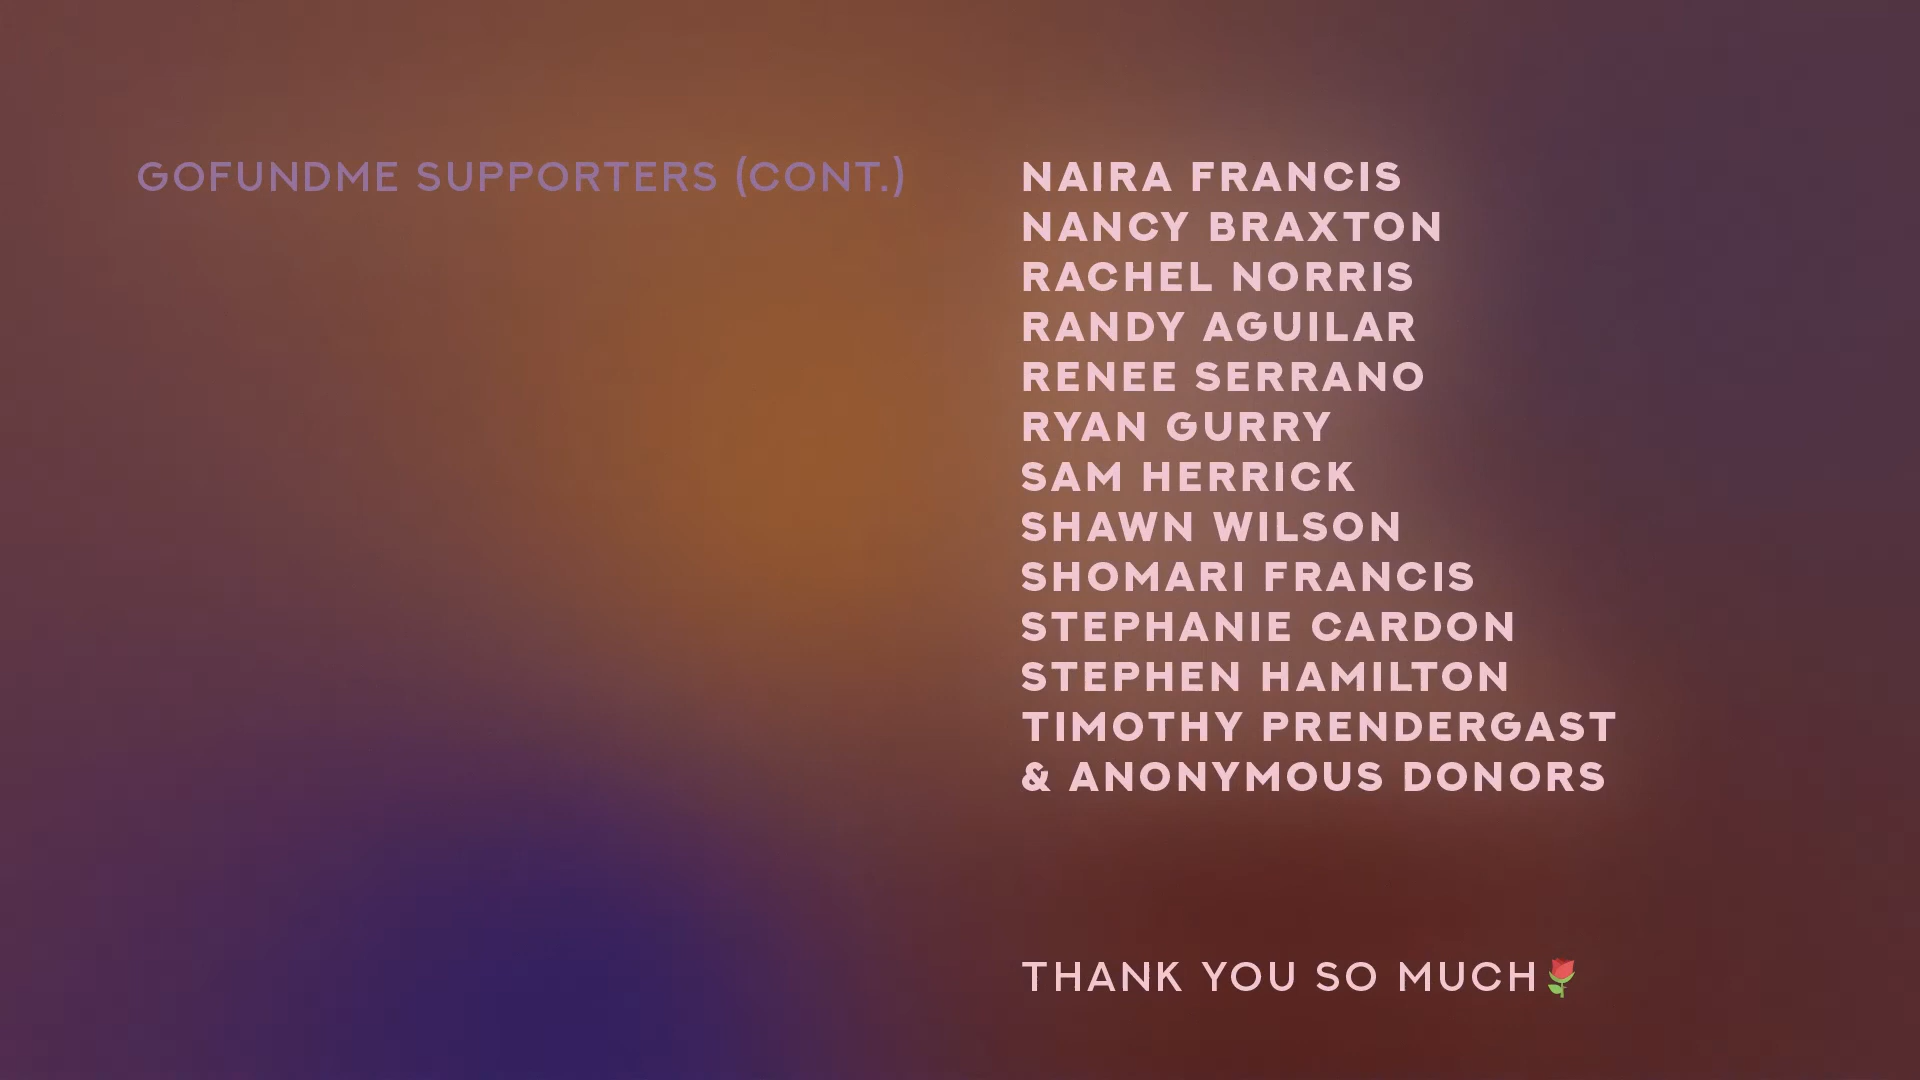 GOFUNDME SUPPORTERS (CONT.)
NAIRA FRANCIS
NANCY BRAXTON
RACHEL NORRIS
RANDY AGUILAR
RENEE SERRANO
RYAN GURRY
SAM HERRICK
SHAWN WILSON
SHOMARI FRANCIS
STEPHANIE CARDON
STEPHEN HAMILTON
TIMOTHY PRENDERGAST
& ANONYMOUS DONORS
THANK YOU SO MUCH🌹